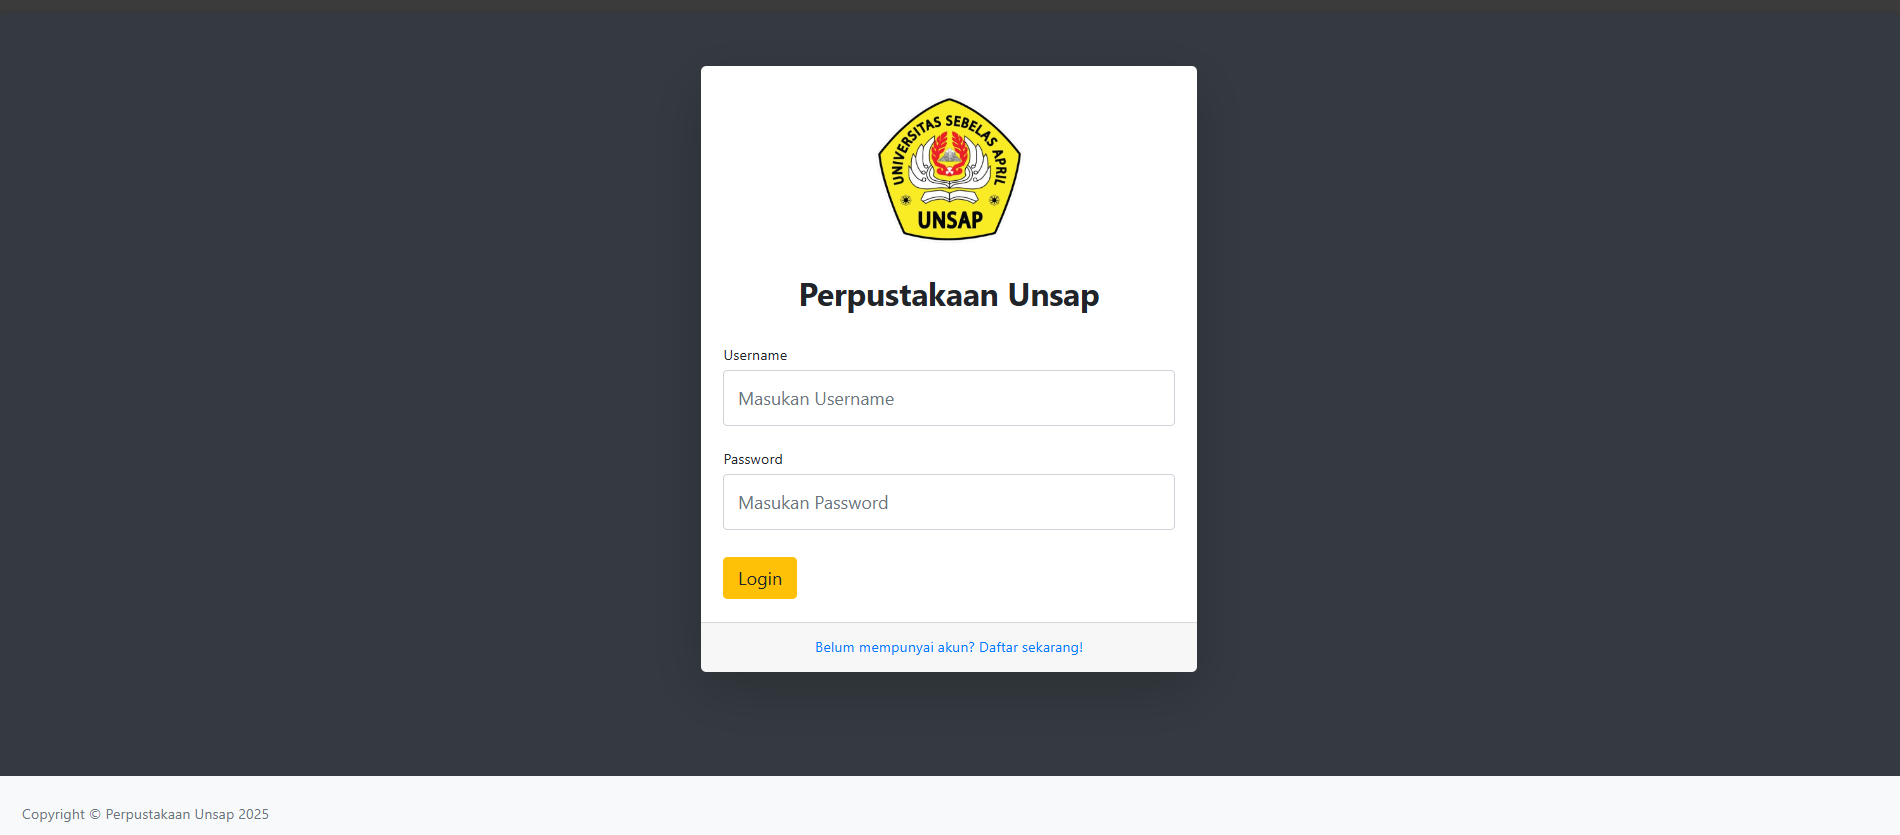 UNIVERSITAS SEBELAS APRIL
UNSAP
Perpustakaan Unsap
Username
Masukan Username
Password
Masukan Password
Login
Belum mempunyai akun? Daftar sekarang!
Copyright © Perpustakaan Unsap 2025